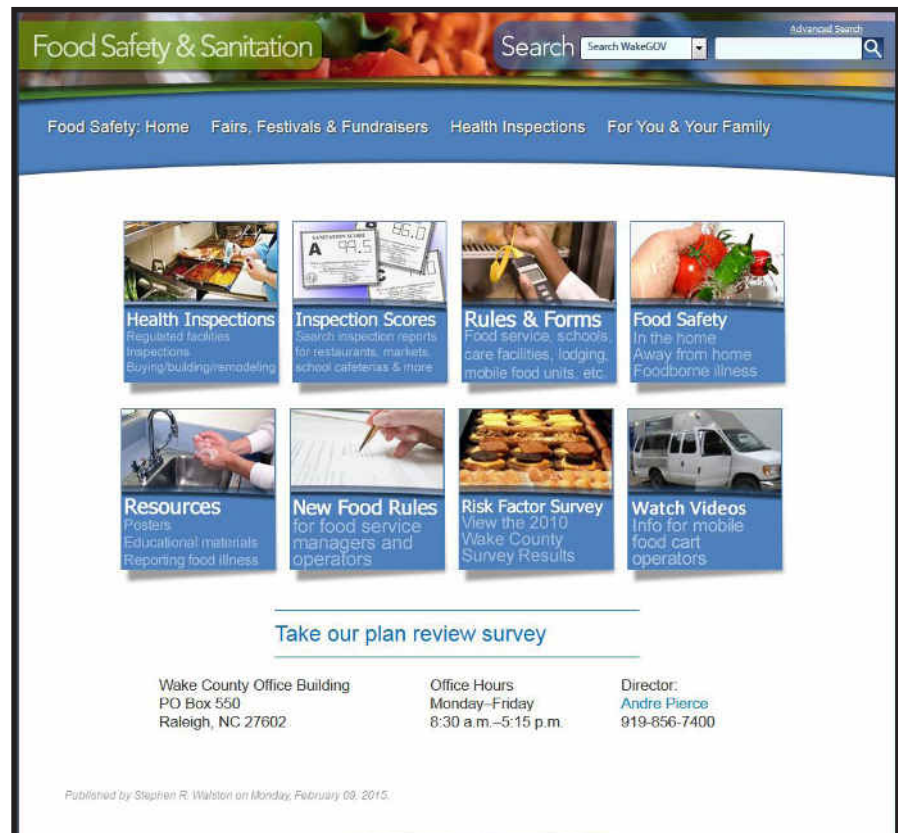 Food Safety & Sanitation
Advanced Search
Search
Search WakeGOV
Food Safety: Home Fairs, Festivals & Fundraisers Health Inspections For You & Your Family
SANITATION SCORE
A 99.5
96.0
Health Inspections
Regulated facilities
Inspections
Buying/building/remodeling
Inspection Scores
Search inspection reports
for restaurants, markets,
school cafeterias & more
Rules & Forms
Food service, schools,
care facilities, lodging,
mobile food units, etc.
Food Safety
In the home
Away from home
Foodborne illness
Resources
Posters
Educational materials
Reporting food illness
New Food Rules
for food service
managers and
operators
Risk Factor Survey
View the 2010
Wake County
Survey Results
Watch Videos
Info for mobile
food cart
operators
Take our plan review survey
Wake County Office Building
PO Box 550
Raleigh, NC 27602
Office Hours
Monday–Friday
8:30 a.m.–5:15 p.m.
Director:
Andre Pierce
919-856-7400
Published by Stephen R. Walston on Monday, February 09, 2015.